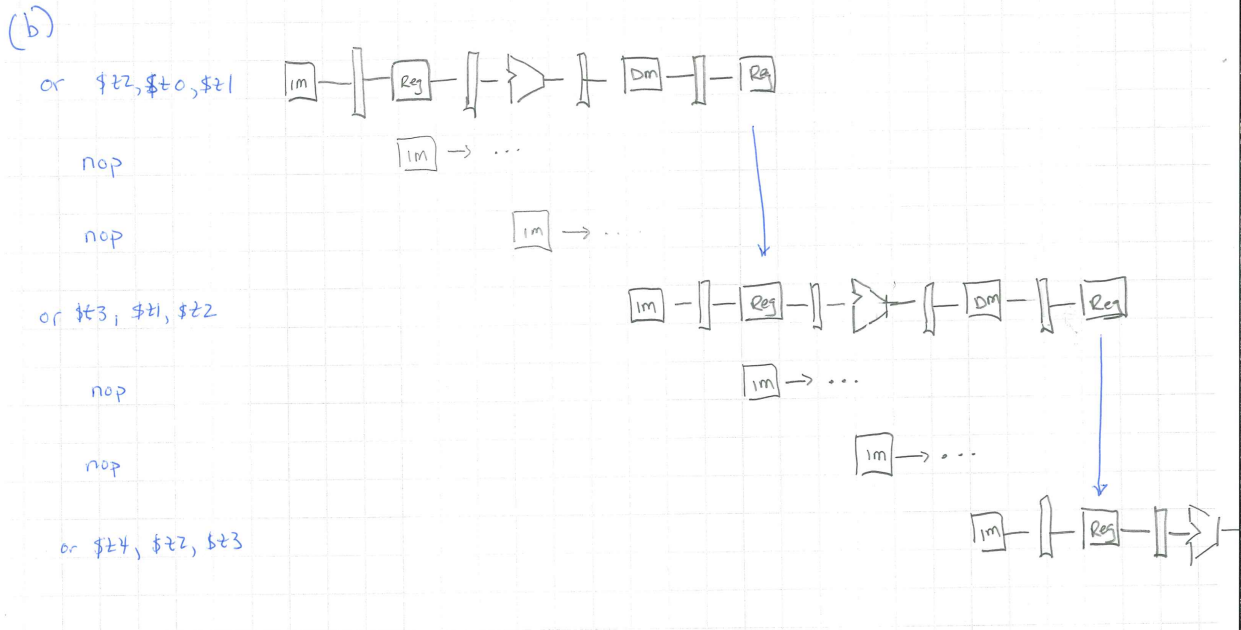 (b)
or $t2, $t0, $t1 Im Reg Dm Reg
nop Im → ...
nop Im → ....
or $t3, $t1, $t2 Im Reg Dm Reg
nop Im → ...
nop Im → ...
or $t4, $t2, $t3 Im Reg